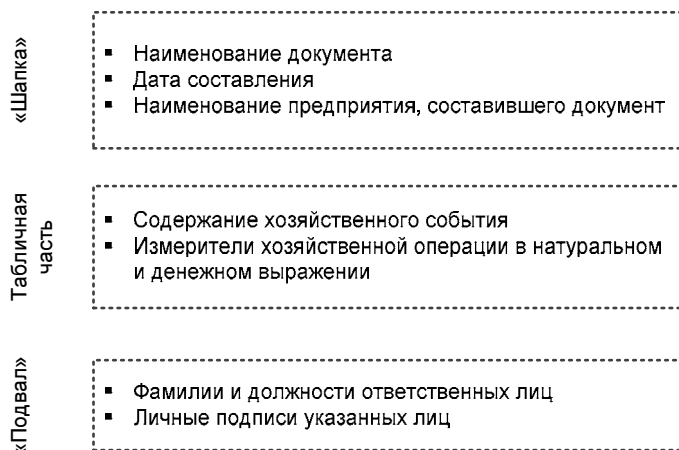 «Шапка»
▪ Наименование документа
▪ Дата составления
▪ Наименование предприятия, составившего документ
Табличная
часть
▪ Содержание хозяйственного события
▪ Измерители хозяйственной операции в натуральном
и денежном выражении
«Подвал»
▪ Фамилии и должности ответственных лиц
▪ Личные подписи указанных лиц